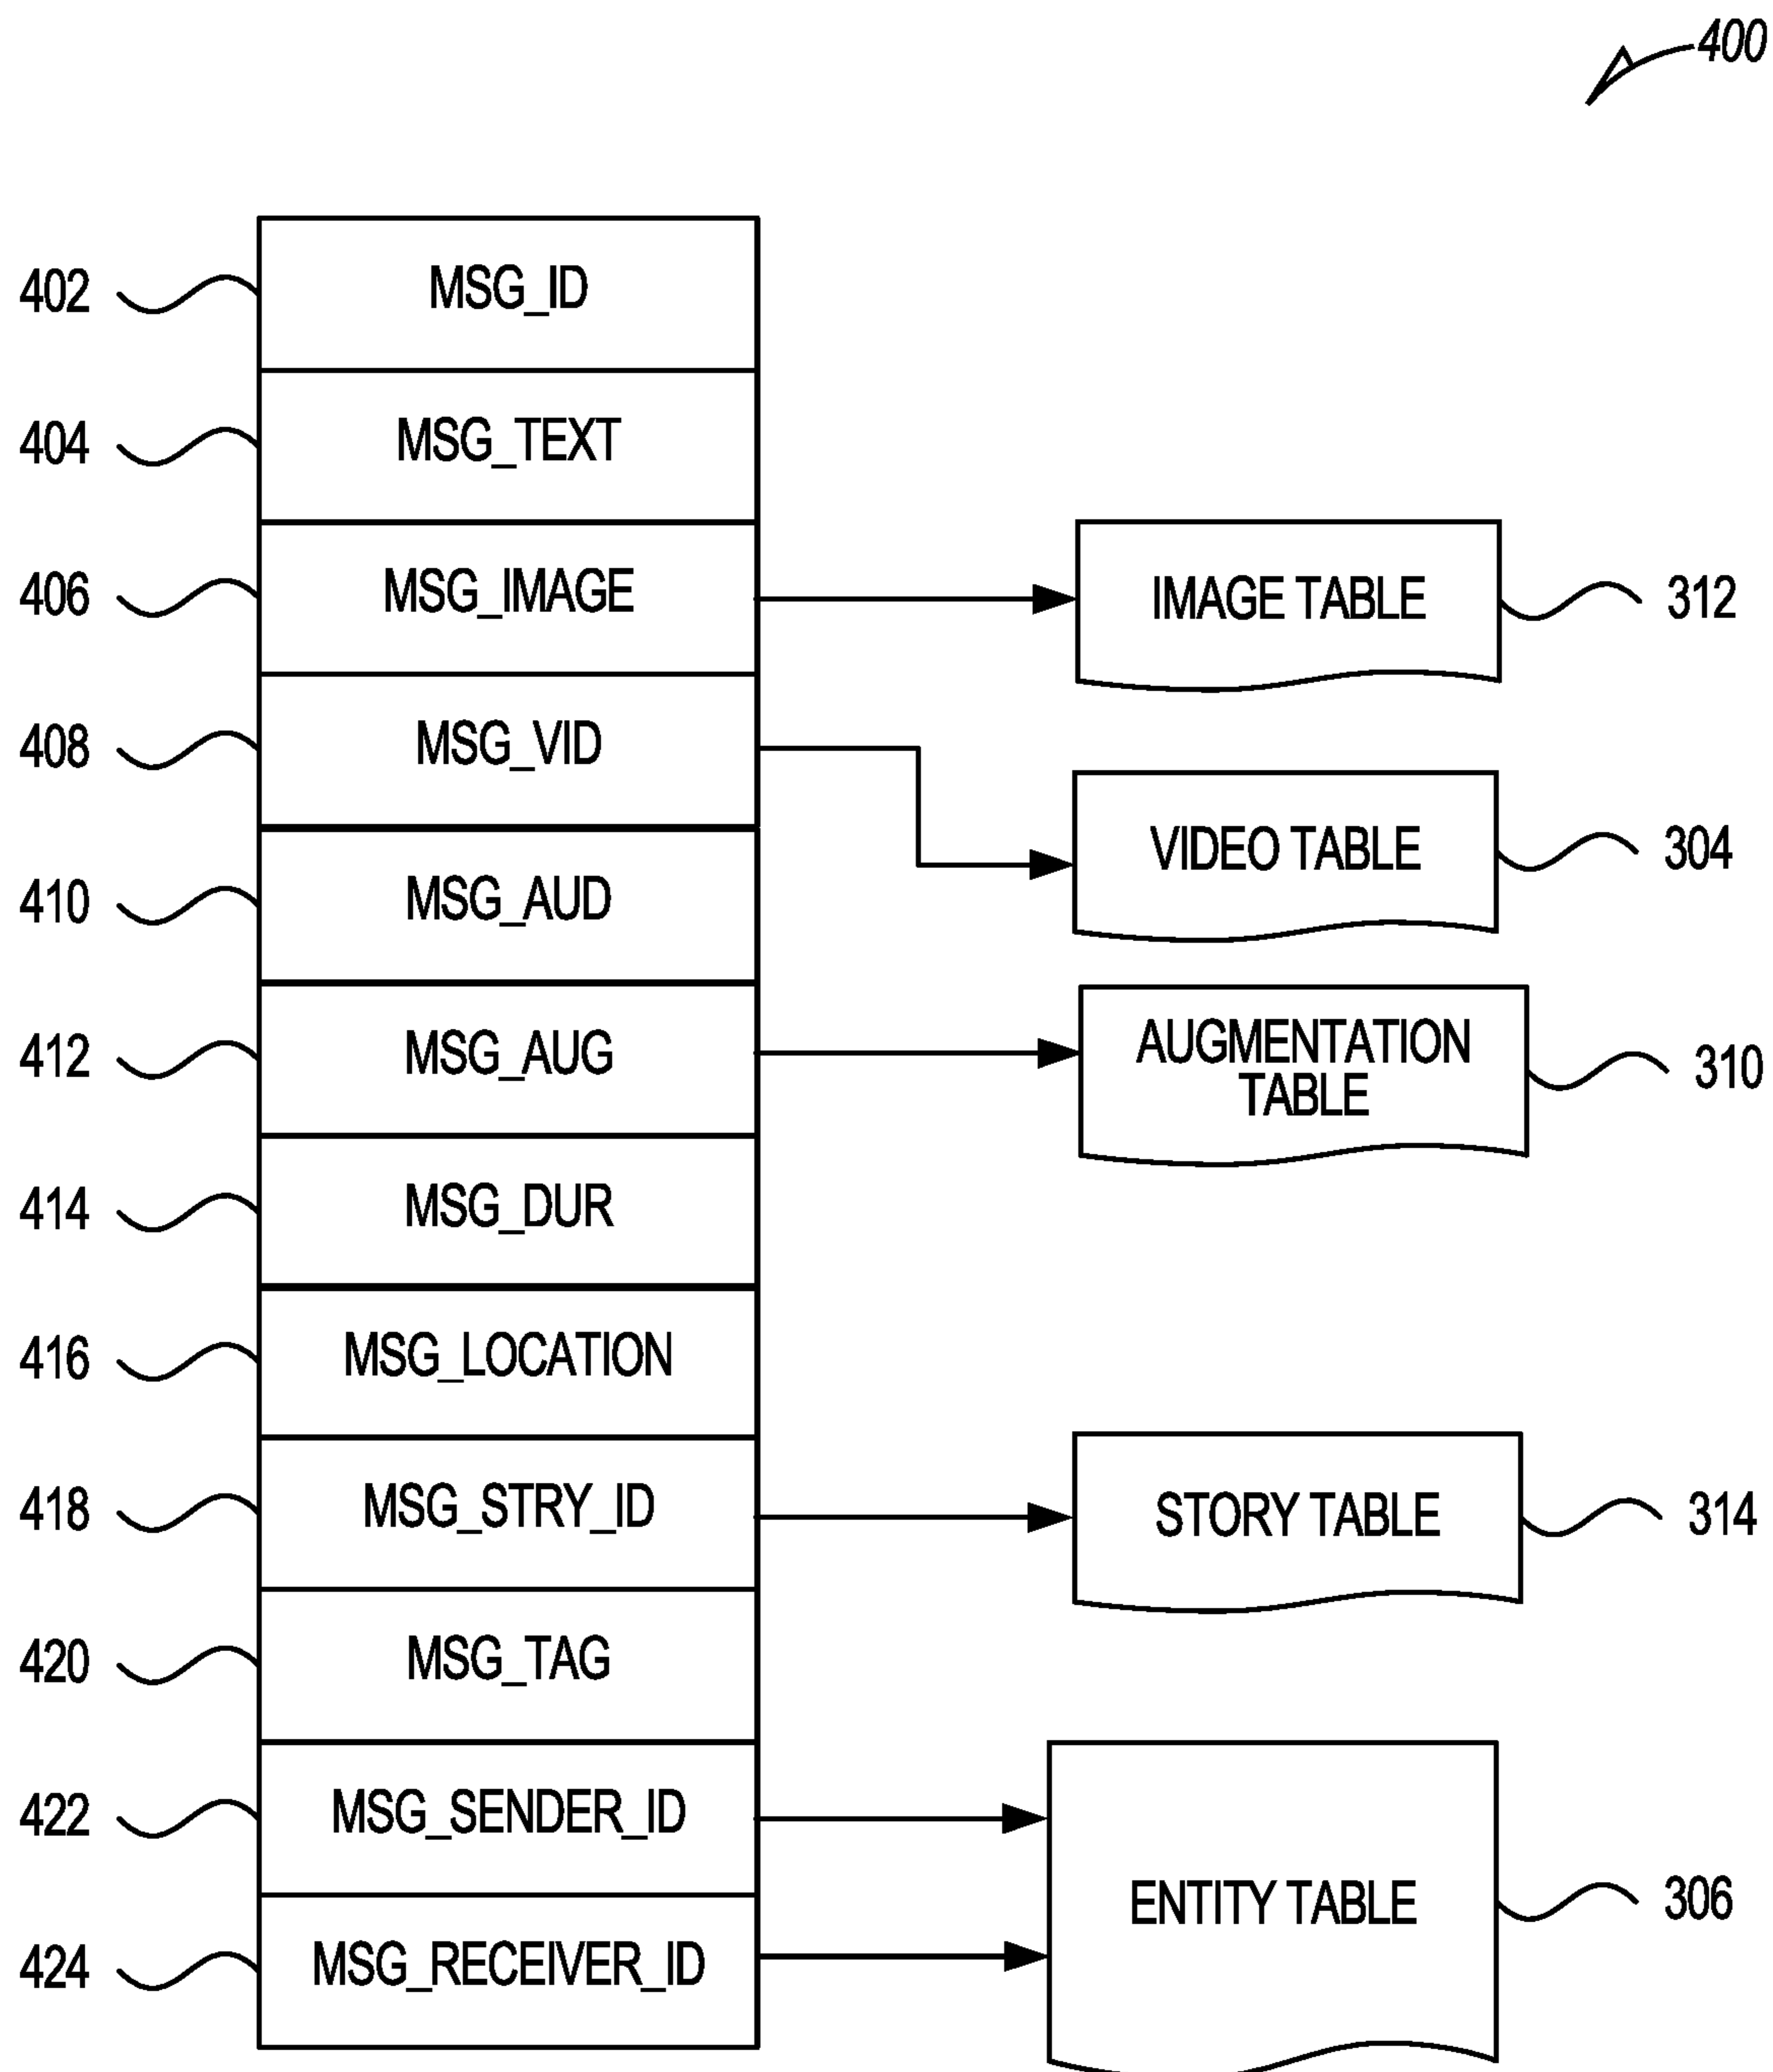 400
402 MSG_ID
404 MSG_TEXT
406 MSG_IMAGE IMAGE TABLE 312
408 MSG_VID
VIDEO TABLE 304
410 MSG_AUD
412 MSG_AUG AUGMENTATION
TABLE 310
414 MSG_DUR
416 MSG_LOCATION
418 MSG_STRY_ID STORY TABLE 314
420 MSG_TAG
422 MSG_SENDER_ID
ENTITY TABLE 306
424 MSG_RECEIVER_ID